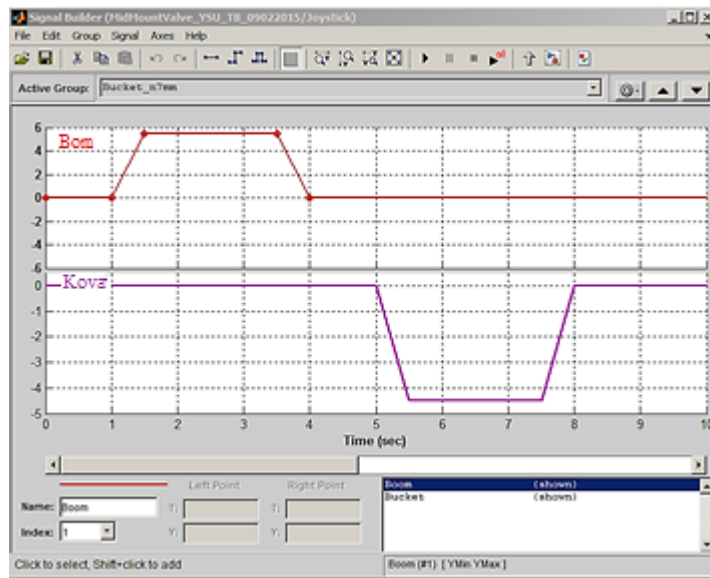 Signal Builder (MidMountValve_YSU_TB_09022015/Joystick)
File Edit Group Signal Axes Help
Active Group: Bucket_n7mm
6
Bom
4
2
0
-2
-4
-6
0
Kova
-1
-2
-3
-4
-5
0 1 2 3 4 5 6 7 8 9 10
Time (sec)
Left Point Right Point
Name: Boom T: T:
Index: 1 Y: Y:
Boom (shown)
Bucket (shown)
Click to select, Shift+click to add
Boom (#1) [ YMin YMax ]